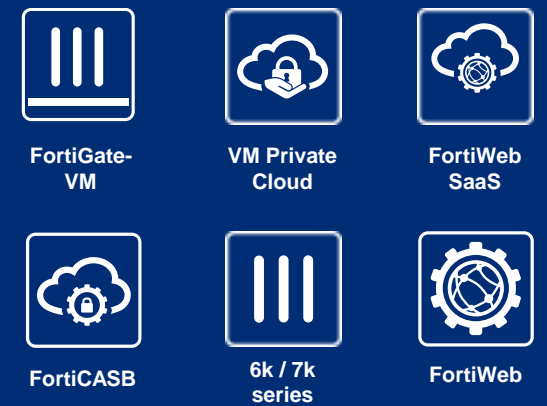 FortiGate-
VM
VM Private
Cloud
FortiWeb
SaaS
FortiCASB
6k / 7k
series
FortiWeb